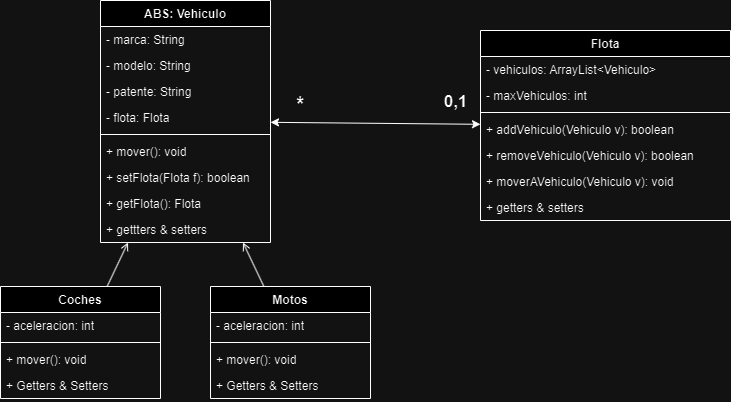 ABS: Vehiculo
- marca: String
- modelo: String
- patente: String
- flota: Flota
+ mover(): void
+ setFlota(Flota f): boolean
+ getFlota(): Flota
+ gettters & setters
*
0,1
Flota
- vehiculos: ArrayList<Vehiculo>
- maxVehiculos: int
+ addVehiculo(Vehiculo v): boolean
+ removeVehiculo(Vehiculo v): boolean
+ moverAVehiculo(Vehiculo v): void
+ getters & setters
Coches
- aceleracion: int
+ mover(): void
+ Getters & Setters
Motos
- aceleracion: int
+ mover(): void
+ Getters & Setters